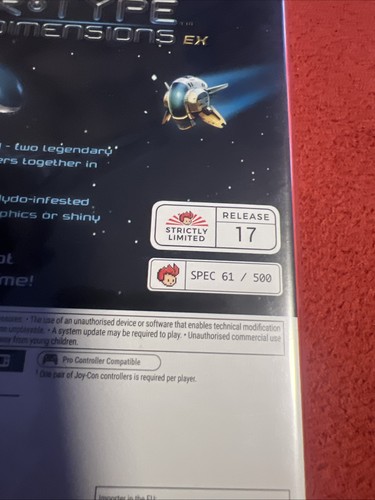 R·TYPE
DIMENSIONS EX
- two legendary
together in
ydo-infested
or shiny
STRICTLY
LIMITED
RELEASE
17
SPEC 61 / 500
The use of an unauthorised device or software that enables technical modification
• A system update may be required to play. • Unauthorised commercial use
away from young children.
Pro Controller Compatible
One pair of Joy-Con controllers is required per player.
Importer in the EU: